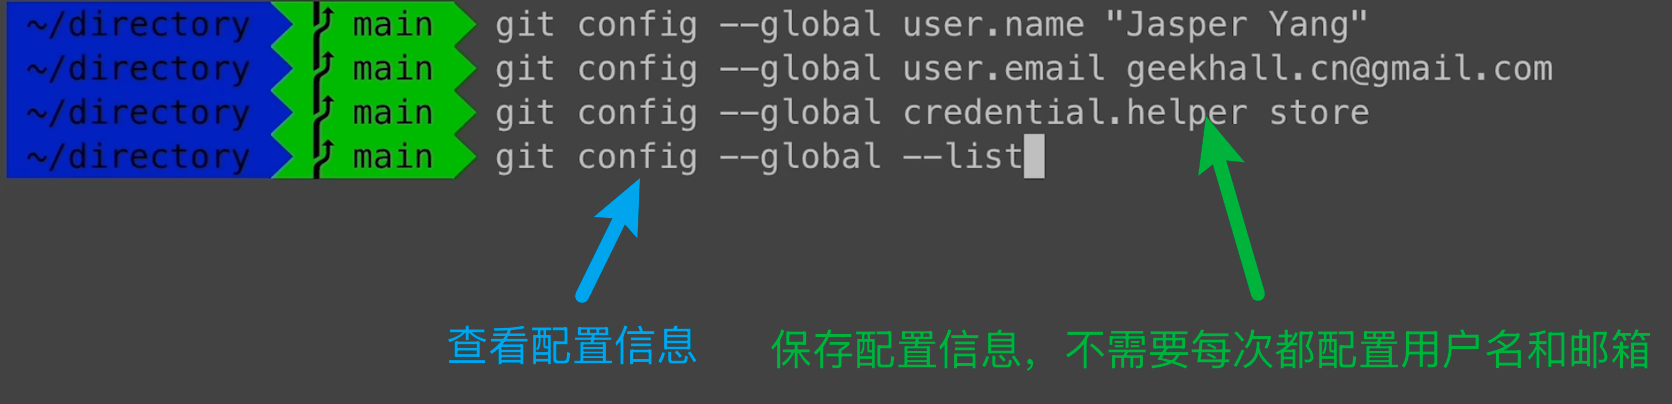 ~/directory main git config --global user.name "Jasper Yang"
~/directory main git config --global user.email geekhall.cn@gmail.com
~/directory main git config --global credential.helper store
~/directory main git config --global --list
查看配置信息
保存配置信息，不需要每次都配置用户名和邮箱